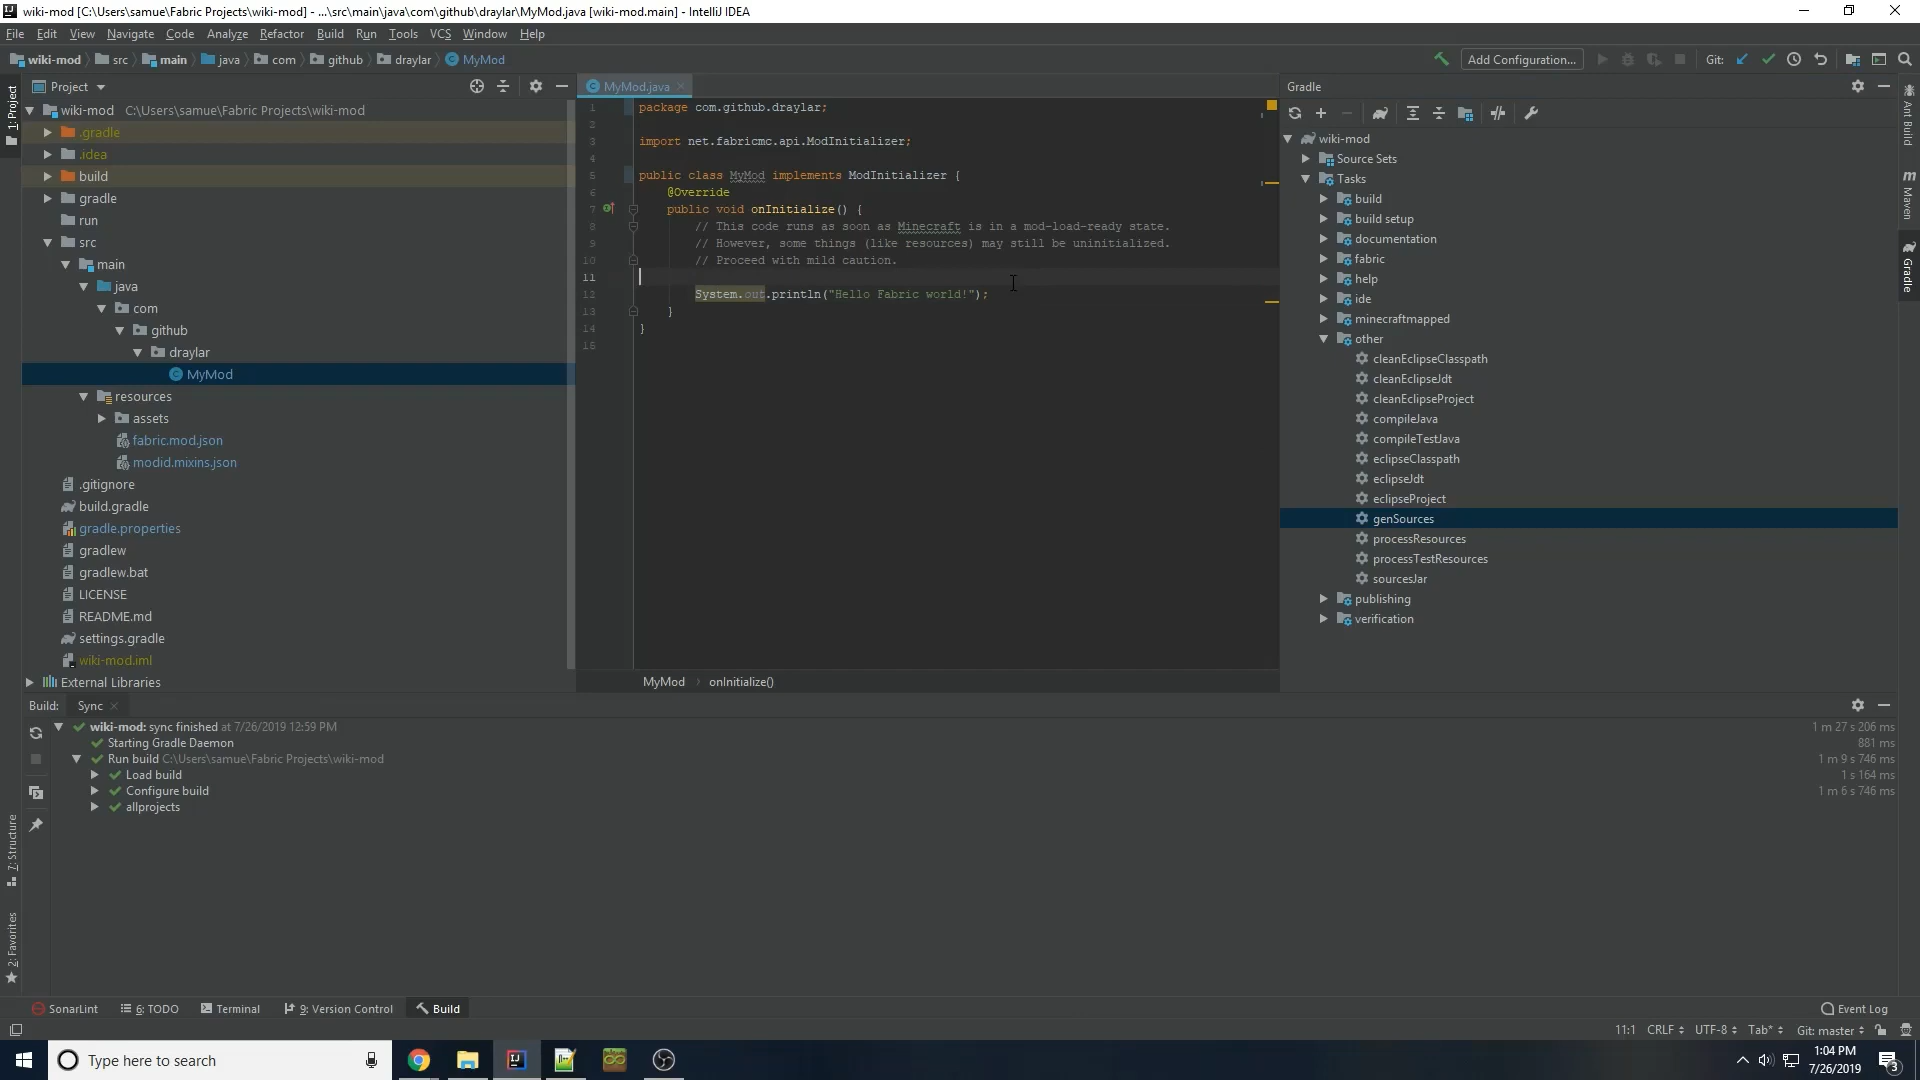 wiki-mod [C:\Users\samue\Fabric Projects\wiki-mod] - ...\src\main\java\com\github\draylar\MyMod.java [wiki-mod.main] - IntelliJ IDEA
File Edit View Navigate Code Analyze Refactor Build Run Tools VCS Window Help
wiki-mod src main java com github draylar MyMod
Add Configuration... Git:
1: Project
Project
wiki-mod C:\Users\samue\Fabric Projects\wiki-mod
.gradle
.idea
build
gradle
run
src
main
java
com
github
draylar
MyMod
resources
assets
fabric.mod.json
modid.mixins.json
.gitignore
build.gradle
gradle.properties
gradlew
gradlew.bat
LICENSE
README.md
settings.gradle
wiki-mod.iml
External Libraries
MyMod.java
1 package com.github.draylar;
2
3 import net.fabricmc.api.ModInitializer;
4
5 public class MyMod implements ModInitializer {
6 @Override
7 public void onInitialize() {
8 // This code runs as soon as Minecraft is in a mod-load-ready state.
9 // However, some things (like resources) may still be uninitialized.
10 // Proceed with mild caution.
11
12 System.out.println("Hello Fabric world!");
13 }
14 }
15
MyMod onInitialize()
Gradle
wiki-mod
Source Sets
Tasks
build
build setup
documentation
fabric
help
ide
minecraftmapped
other
cleanEclipseClasspath
cleanEclipseJdt
cleanEclipseProject
compileJava
compileTestJava
eclipseClasspath
eclipseJdt
eclipseProject
genSources
processResources
processTestResources
sourcesJar
publishing
verification
Ant Build
Maven
Gradle
Build: Sync
wiki-mod: sync finished at 7/26/2019 12:59 PM 1 m 27 s 206 ms
Starting Gradle Daemon 881 ms
Run build C:\Users\samue\Fabric Projects\wiki-mod 1 m 9 s 746 ms
Load build 1 s 164 ms
Configure build 1 m 6 s 746 ms
allprojects
7: Structure
2: Favorites
SonarLint 6: TODO Terminal 9: Version Control Build Event Log
11:1 CRLF UTF-8 Tab* Git: master
Type here to search
1:04 PM
7/26/2019
3